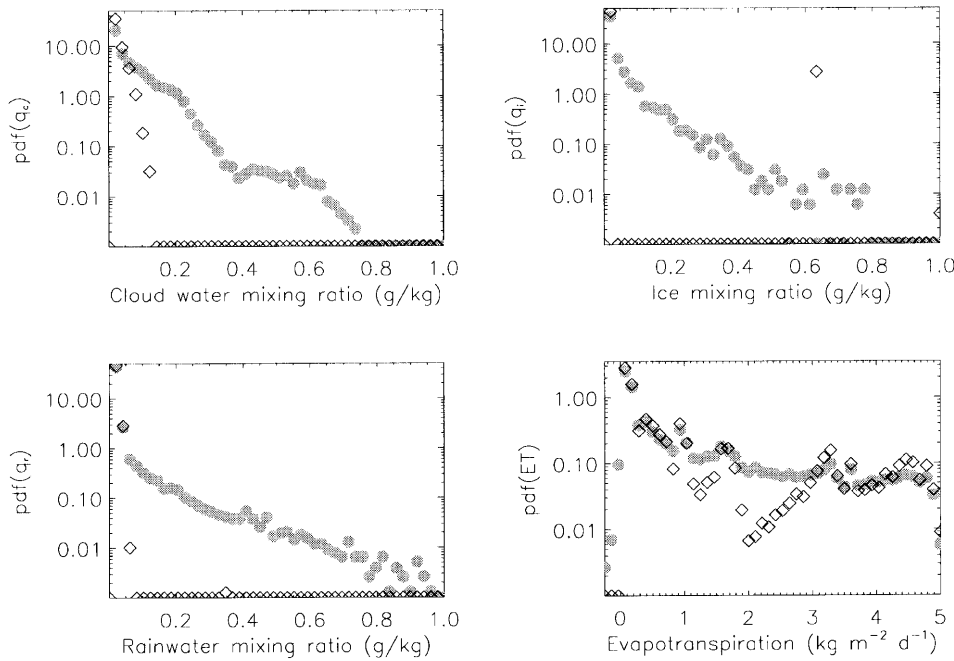 10.00
1.00
0.10
0.01
pdf(q_c)
0.2 0.4 0.6 0.8 1.0
Cloud water mixing ratio (g/kg)
10.00
1.00
0.10
0.01
pdf(q_i)
0.2 0.4 0.6 0.8 1.0
Ice mixing ratio (g/kg)
10.00
1.00
0.10
0.01
pdf(q_r)
0.2 0.4 0.6 0.8 1.0
Rainwater mixing ratio (g/kg)
1.00
0.10
0.01
pdf(ET)
0 1 2 3 4 5
Evapotranspiration (kg m⁻² d⁻¹)